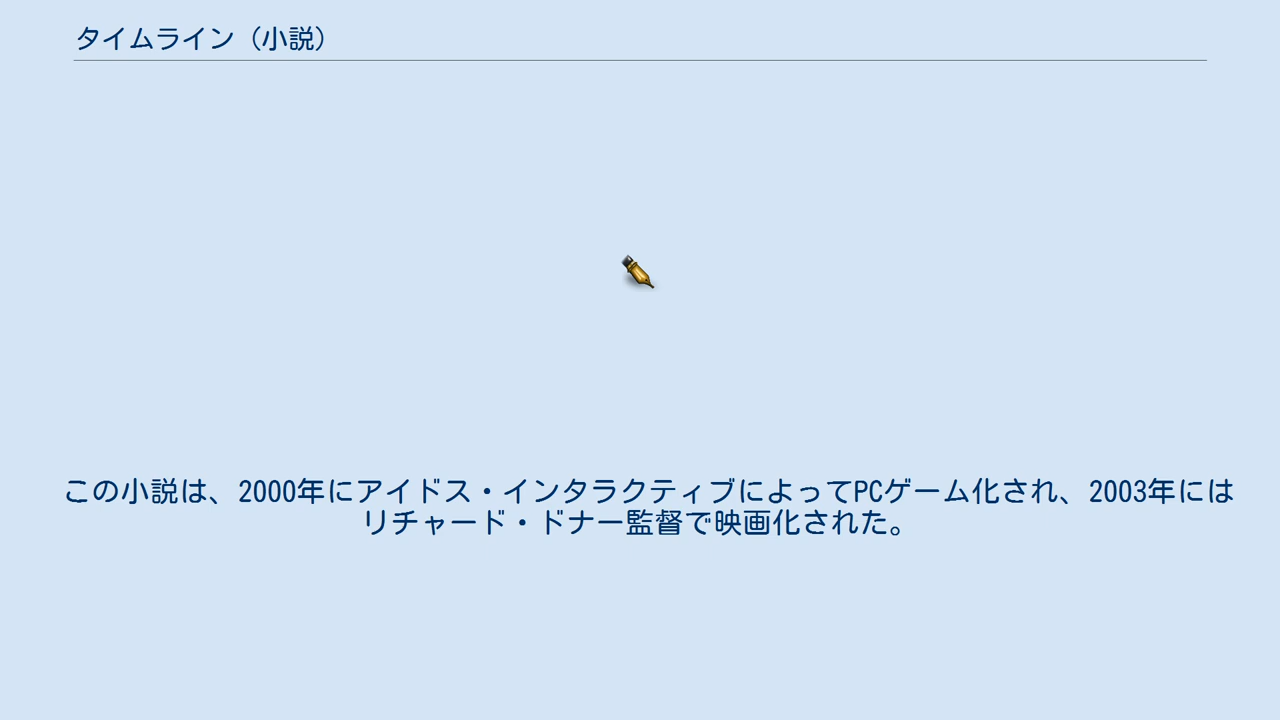 タイムライン（小説）
この小説は、2000年にアイドス・インタラクティブによってPCゲーム化され、2003年には
リチャード・ドナー監督で映画化された。